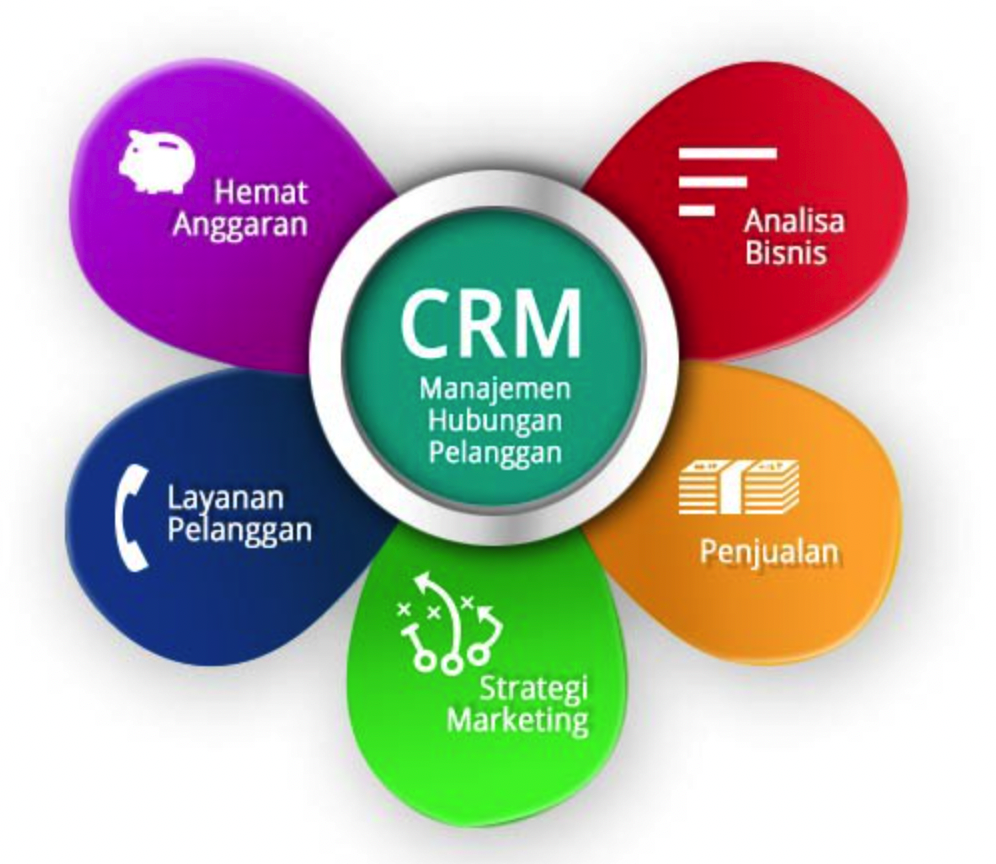 Hemat
Anggaran
Analisa
Bisnis
CRM
Manajemen
Hubungan
Pelanggan
Layanan
Pelanggan
Penjualan
Strategi
Marketing